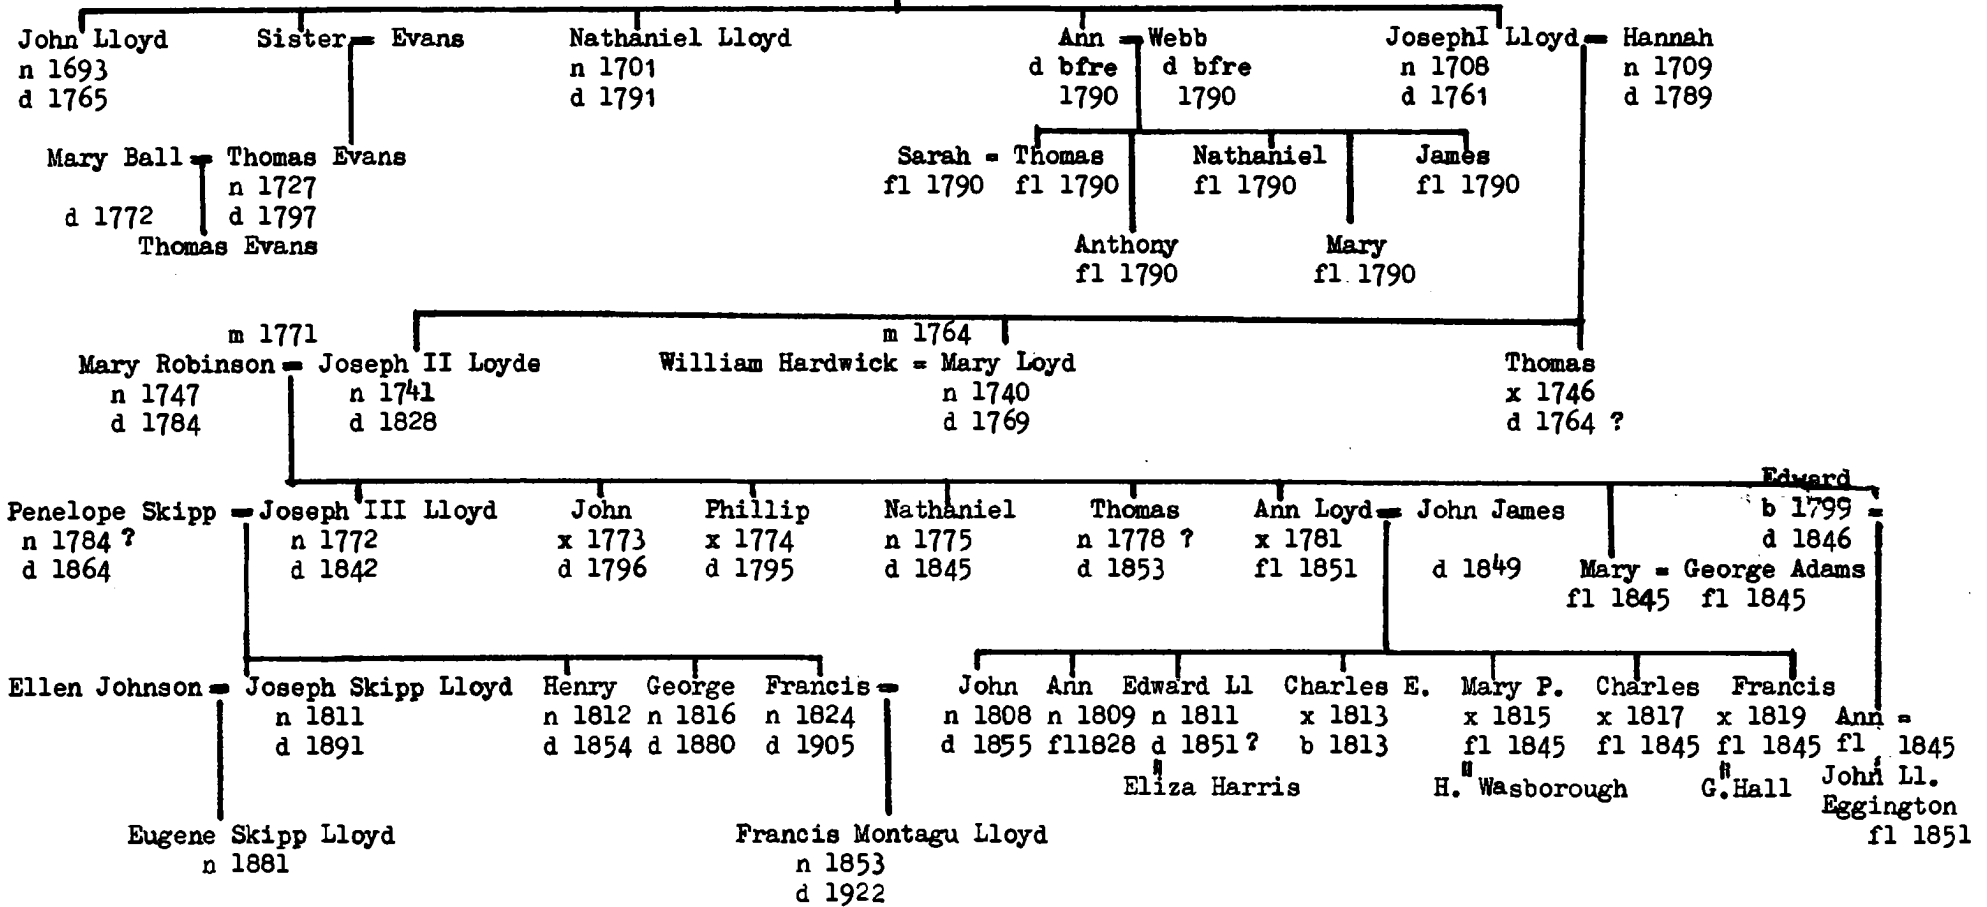 John Lloyd Sister = Evans Nathaniel Lloyd Ann = Webb JosephI Lloyd = Hannah
n 1693 n 1701 d bfre d bfre n 1708 n 1709
d 1765 d 1791 1790 1790 d 1761 d 1789
Mary Ball = Thomas Evans Sarah = Thomas Nathaniel James
n 1727 fl 1790 fl 1790 fl 1790 fl 1790
d 1772 d 1797
Thomas Evans Anthony Mary
fl 1790 fl 1790
m 1771 m 1764
Mary Robinson = Joseph II Loyde William Hardwick = Mary Loyd Thomas
n 1747 n 1741 n 1740 x 1746
d 1784 d 1828 d 1769 d 1764 ?
Edward
Penelope Skipp = Joseph III Lloyd John Phillip Nathaniel Thomas Ann Loyd = John James b 1799 =
n 1784 ? n 1772 x 1773 x 1774 n 1775 n 1778 ? x 1781 d 1846
d 1864 d 1842 d 1796 d 1795 d 1845 d 1853 fl 1851 d 1849 Mary = George Adams
fl 1845 fl 1845
Ellen Johnson = Joseph Skipp Lloyd Henry George Francis = John Ann Edward Ll Charles E. Mary P. Charles Francis
n 1811 n 1812 n 1816 n 1824 n 1808 n 1809 n 1811 x 1813 x 1815 x 1817 x 1819 Ann =
d 1891 d 1854 d 1880 d 1905 d 1855 fl1828 d 1851? b 1813 fl 1845 fl 1845 fl 1845 fl 1845
Eliza Harris H. Wasborough G.Hall John Ll.
Eggington
Eugene Skipp Lloyd Francis Montagu Lloyd fl 1851
n 1881 n 1853
d 1922